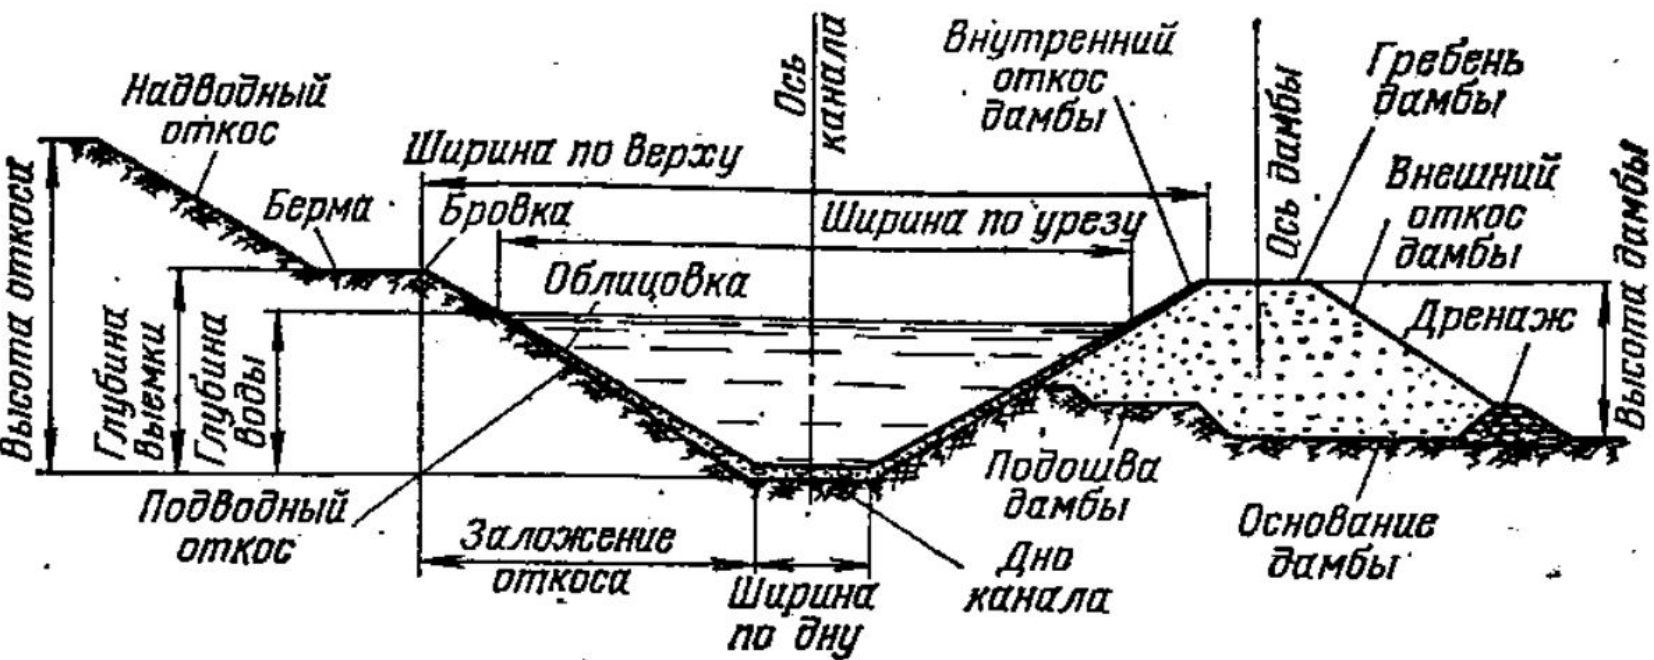 Надводный
откос
Ось
канала
Внутренний
откос
дамбы
Ось дамбы
Гребень
дамбы
Ширина по верху
Берма
Бровка
Ширина по урезу
Внешний
откос
дамбы
Облицовка
Дренаж
Высота откоса
Глубина
выемки
Глубина
воды
Высота дамбы
Подводный
откос
Заложение
откоса
Ширина
по дну
Дно
канала
Подошва
дамбы
Основание
дамбы